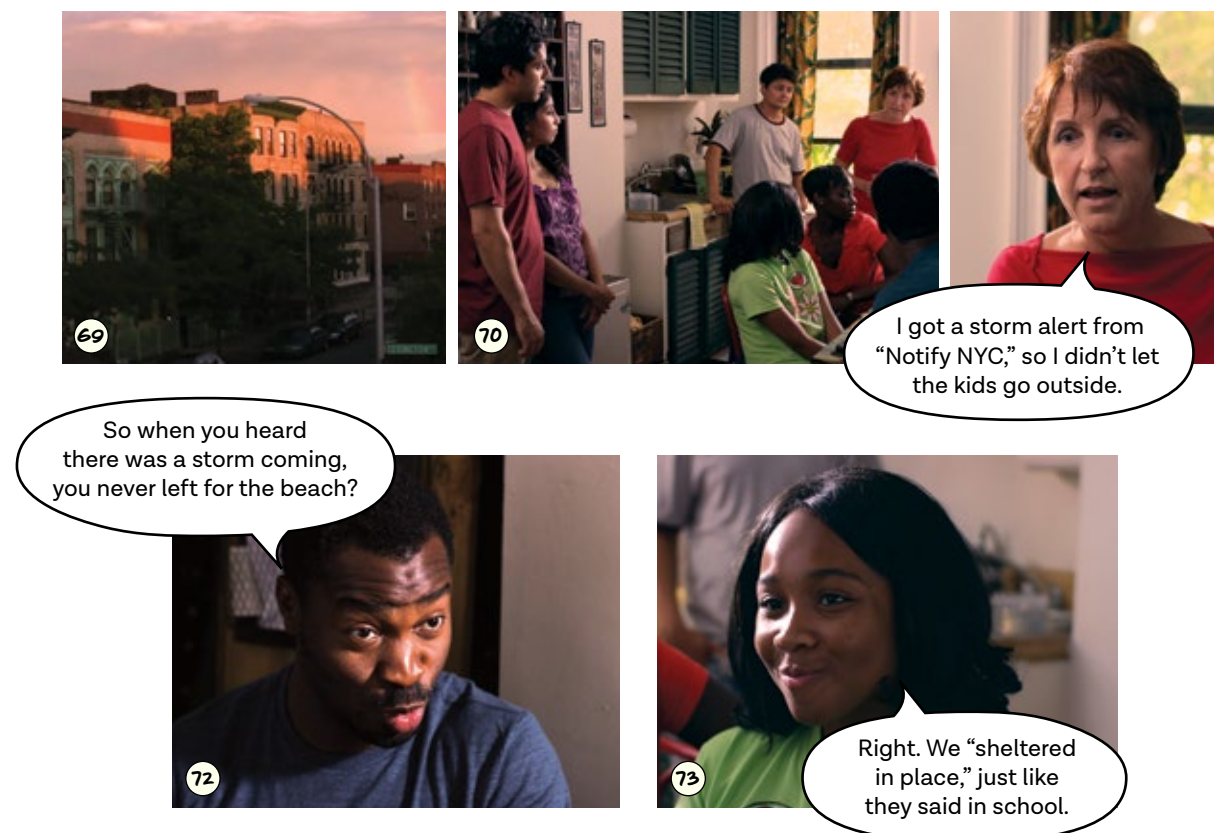 69
70
I got a storm alert from
“Notify NYC,” so I didn’t let
the kids go outside.
So when you heard
there was a storm coming,
you never left for the beach?
72
73
Right. We “sheltered
in place,” just like
they said in school.